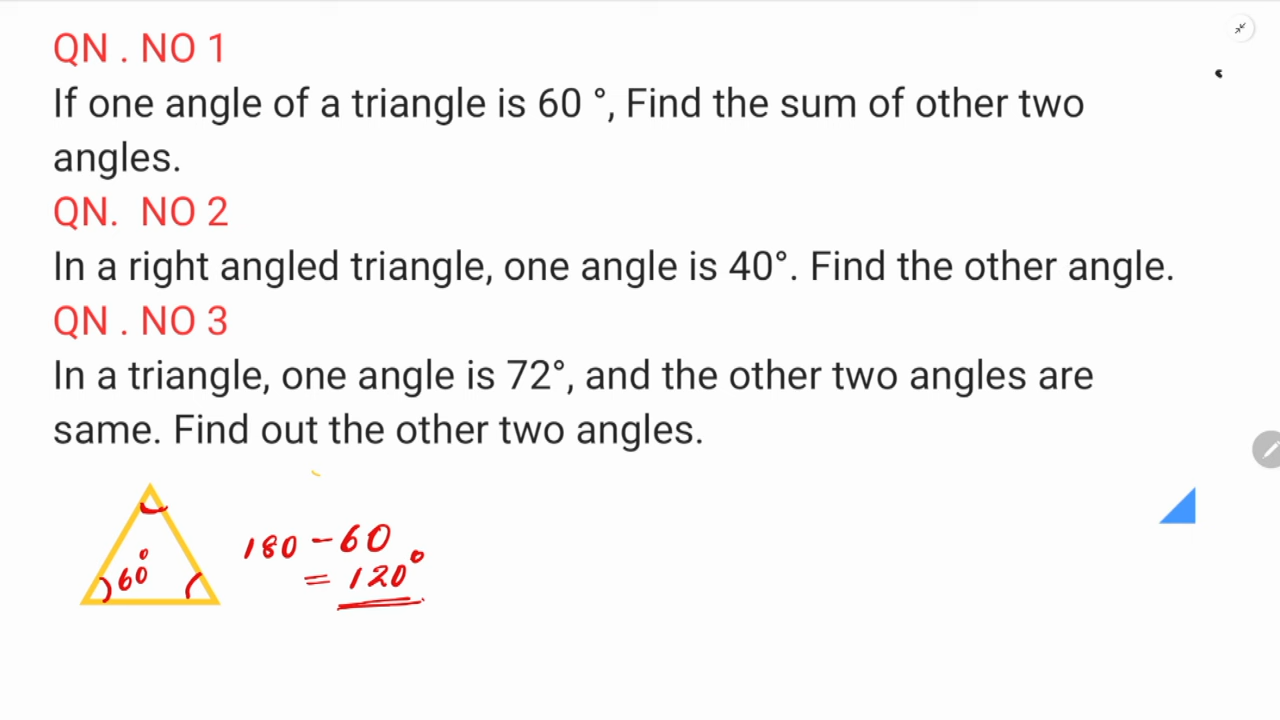 QN . NO 1
If one angle of a triangle is 60 °, Find the sum of other two
angles.
QN. NO 2
In a right angled triangle, one angle is 40°. Find the other angle.
QN . NO 3
In a triangle, one angle is 72°, and the other two angles are
same. Find out the other two angles.
60°
180 - 60
= 120°